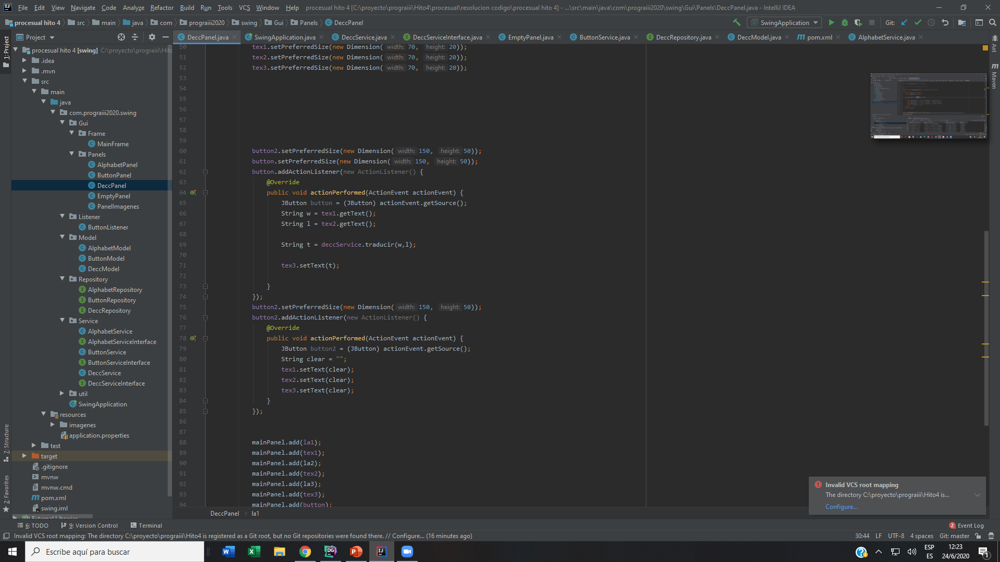 File Edit View Navigate Code Analyze Refactor Build Run Tools VCS Window Help procesual hito 4 [C:\proyecto\prograiii\Hito4\procesual\resolucion codigo\procesual hito 4] - ...\src\main\java\com\prograiii2020\swing\Gui\Panels\DeccPanel.java - IntelliJ IDEA
procesual hito 4 src main java com prograiii2020 swing Gui Panels DeccPanel SwingApplication Git:
Project DeccPanel.java SwingApplication.java DeccService.java DeccServiceInterface.java EmptyPanel.java ButtonService.java DeccRepository.java DeccModel.java pom.xml AlphabetService.java
1: Project
7: Structure
2: Favorites
Ant
Maven
procesual hito 4 [swing] C:\proyecto\prograiii\Hito
.idea
.mvn
src
main
java
com.prograiii2020.swing
Gui
Frame
MainFrame
Panels
AlphabetPanel
ButtonPanel
DeccPanel
EmptyPanel
PanelImagenes
Listener
ButtonListener
Model
AlphabetModel
ButtonModel
DeccModel
Repository
AlphabetRepository
ButtonRepository
DeccRepository
Service
AlphabetService
AlphabetServiceInterface
ButtonService
ButtonServiceInterface
DeccService
DeccServiceInterface
util
SwingApplication
resources
imagenes
application.properties
test
target
.gitignore
mvnw
mvnw.cmd
pom.xml
swing.iml
External Libraries
50 tex1.setPreferredSize(new Dimension( width: 70, height: 20));
51 tex2.setPreferredSize(new Dimension( width: 70, height: 20));
52 tex3.setPreferredSize(new Dimension( width: 70, height: 20));
53
54
55
56
57
58
59
60 button2.setPreferredSize(new Dimension( width: 150, height: 50));
61 button.setPreferredSize(new Dimension( width: 150, height: 50));
62 button.addActionListener(new ActionListener() {
63 @Override
64 public void actionPerformed(ActionEvent actionEvent) {
65 JButton button = (JButton) actionEvent.getSource();
66 String w = tex1.getText();
67 String l = tex2.getText();
68
69 String t = deccService.traducir(w,l);
70
71 tex3.setText(t);
72
73 }
74 });
75 button2.setPreferredSize(new Dimension( width: 150, height: 50));
76 button2.addActionListener(new ActionListener() {
77 @Override
78 public void actionPerformed(ActionEvent actionEvent) {
79 JButton button2 = (JButton) actionEvent.getSource();
80 String clear = "";
81 tex1.setText(clear);
82 tex2.setText(clear);
83 tex3.setText(clear);
84 }
85 });
86
87
88 mainPanel.add(la1);
89 mainPanel.add(tex1);
90 mainPanel.add(la2);
91 mainPanel.add(tex2);
92 mainPanel.add(la3);
93 mainPanel.add(tex3);
94 mainPanel.add(button);
DeccPanel la1
Invalid VCS root mapping
The directory C:\proyecto\prograiii\Hito4 is...
Configure...
6: TODO 9: Version Control Terminal 2 Event Log
Invalid VCS root mapping: The directory C:\proyecto\prograiii\Hito4 is registered as a Git root, but no Git repositories were found there. // Configure... (16 minutes ago) 30:44 LF UTF-8 4 spaces Git: master
Escribe aquí para buscar
ESP
ES
12:23
24/6/2020
1